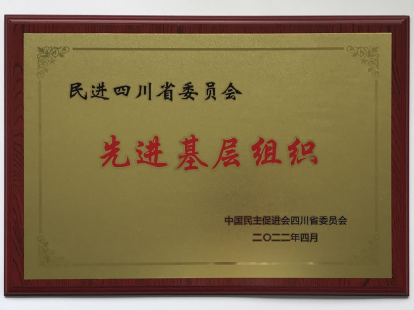 民进四川省委员会
先进基层组织
中国民主促进会四川省委员会
二〇二二年四月